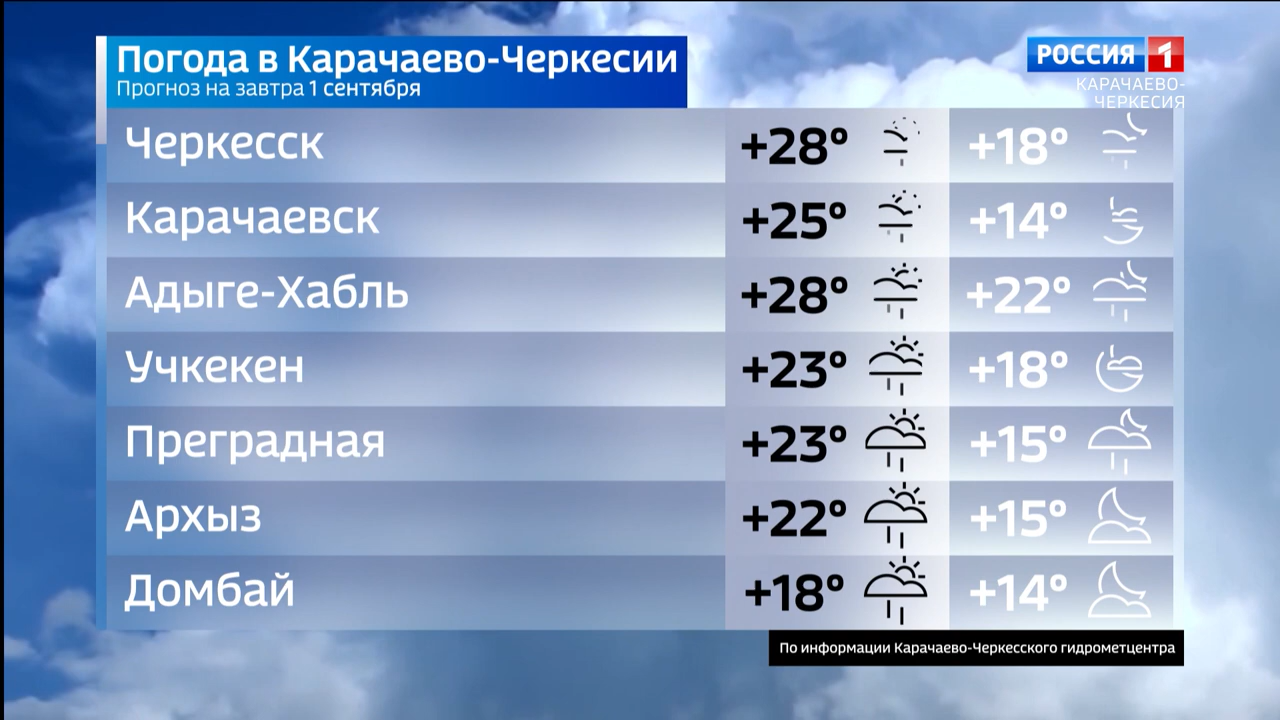 Погода в Карачаево-Черкесии
Прогноз на завтра 1 сентября
РОССИЯ 1
КАРАЧАЕВО-
ЧЕРКЕСИЯ
Черкесск +28° +18°
Карачаевск +25° +14°
Адыге-Хабль +28° +22°
Учкекен +23° +18°
Преградная +23° +15°
Архыз +22° +15°
Домбай +18° +14°
По информации Карачаево-Черкесского гидрометцентра